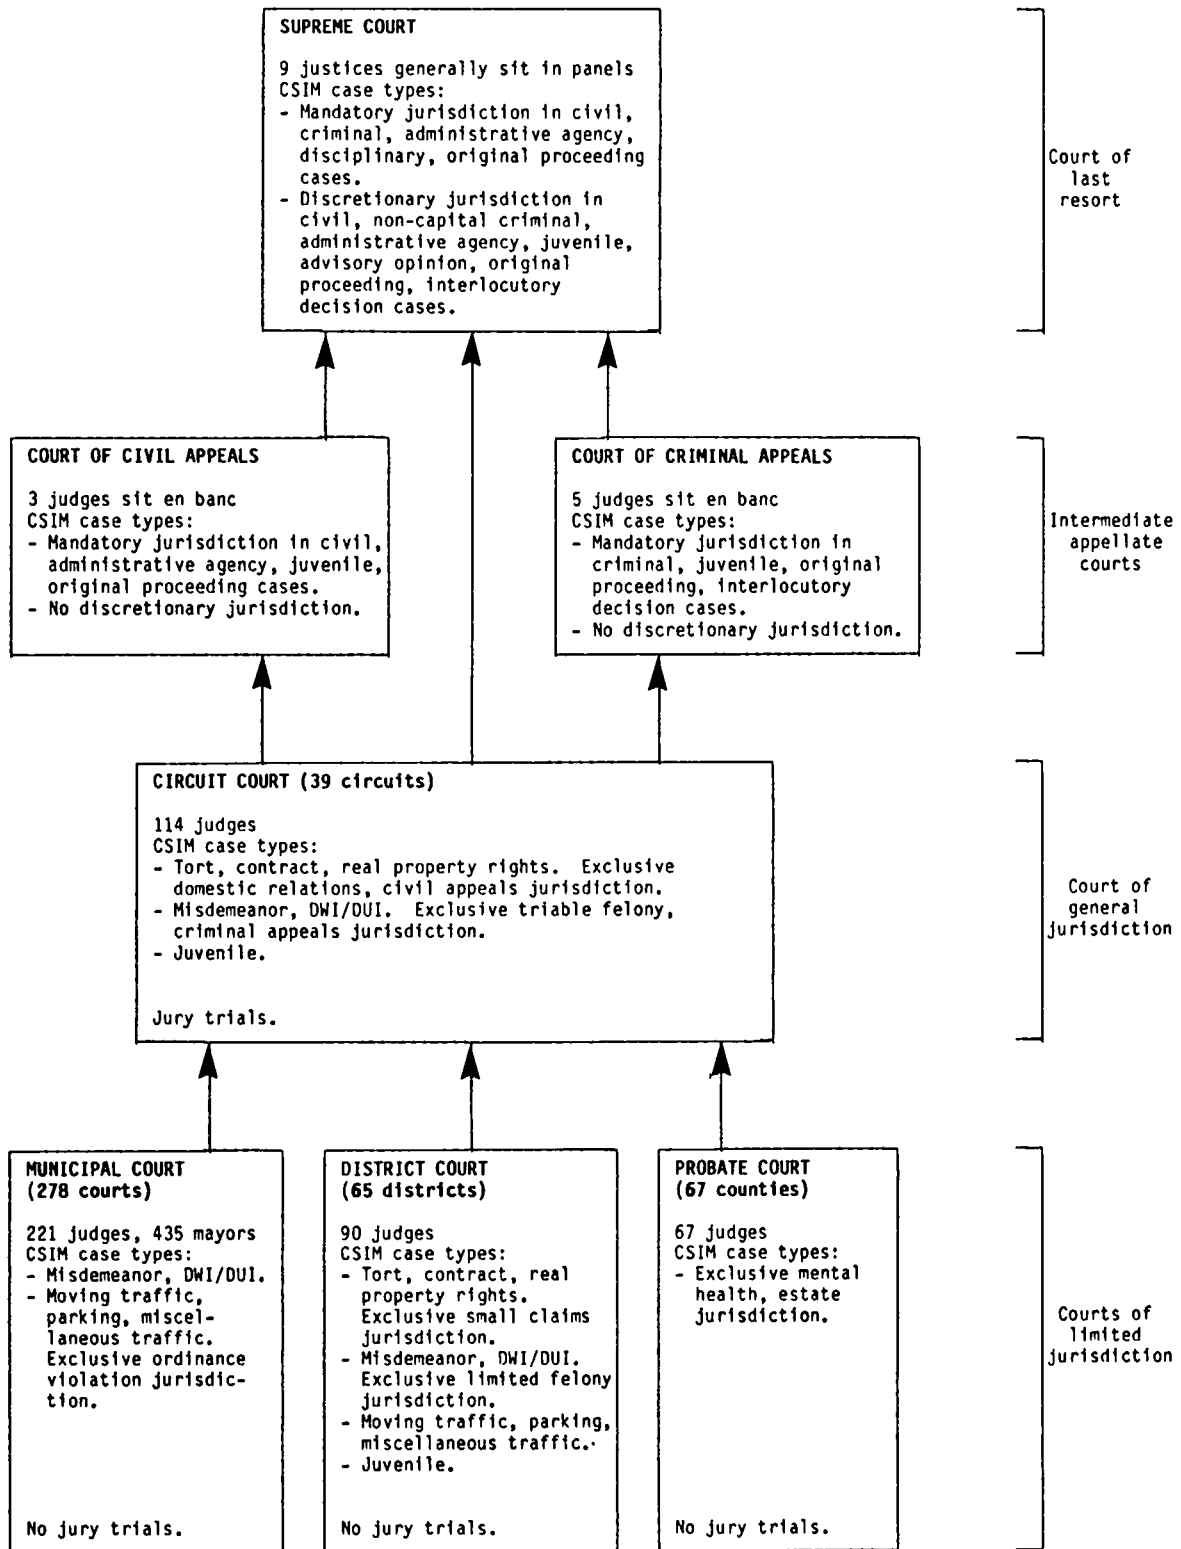 SUPREME COURT
9 justices generally sit in panels
CSIM case types:
- Mandatory jurisdiction in civil,
criminal, administrative agency,
disciplinary, original proceeding
cases.
- Discretionary jurisdiction in
civil, non-capital criminal,
administrative agency, juvenile,
advisory opinion, original
proceeding, interlocutory
decision cases.
Court of
last
resort
COURT OF CIVIL APPEALS
3 judges sit en banc
CSIM case types:
- Mandatory jurisdiction in civil,
administrative agency, juvenile,
original proceeding cases.
- No discretionary jurisdiction.
COURT OF CRIMINAL APPEALS
5 judges sit en banc
CSIM case types:
- Mandatory jurisdiction in
criminal, juvenile, original
proceeding, interlocutory
decision cases.
- No discretionary jurisdiction.
Intermediate
appellate
courts
CIRCUIT COURT (39 circuits)
114 judges
CSIM case types:
- Tort, contract, real property rights. Exclusive
domestic relations, civil appeals jurisdiction.
- Misdemeanor, DWI/DUI. Exclusive triable felony,
criminal appeals jurisdiction.
- Juvenile.
Jury trials.
Court of
general
jurisdiction
MUNICIPAL COURT
(278 courts)
221 judges, 435 mayors
CSIM case types:
- Misdemeanor, DWI/DUI.
- Moving traffic,
parking, miscel-
laneous traffic.
Exclusive ordinance
violation jurisdic-
tion.
No jury trials.
DISTRICT COURT
(65 districts)
90 judges
CSIM case types:
- Tort, contract, real
property rights.
Exclusive small claims
jurisdiction.
- Misdemeanor, DWI/DUI.
Exclusive limited felony
jurisdiction.
- Moving traffic, parking,
miscellaneous traffic.
- Juvenile.
No jury trials.
PROBATE COURT
(67 counties)
67 judges
CSIM case types:
- Exclusive mental
health, estate
jurisdiction.
No jury trials.
Courts of
limited
jurisdiction